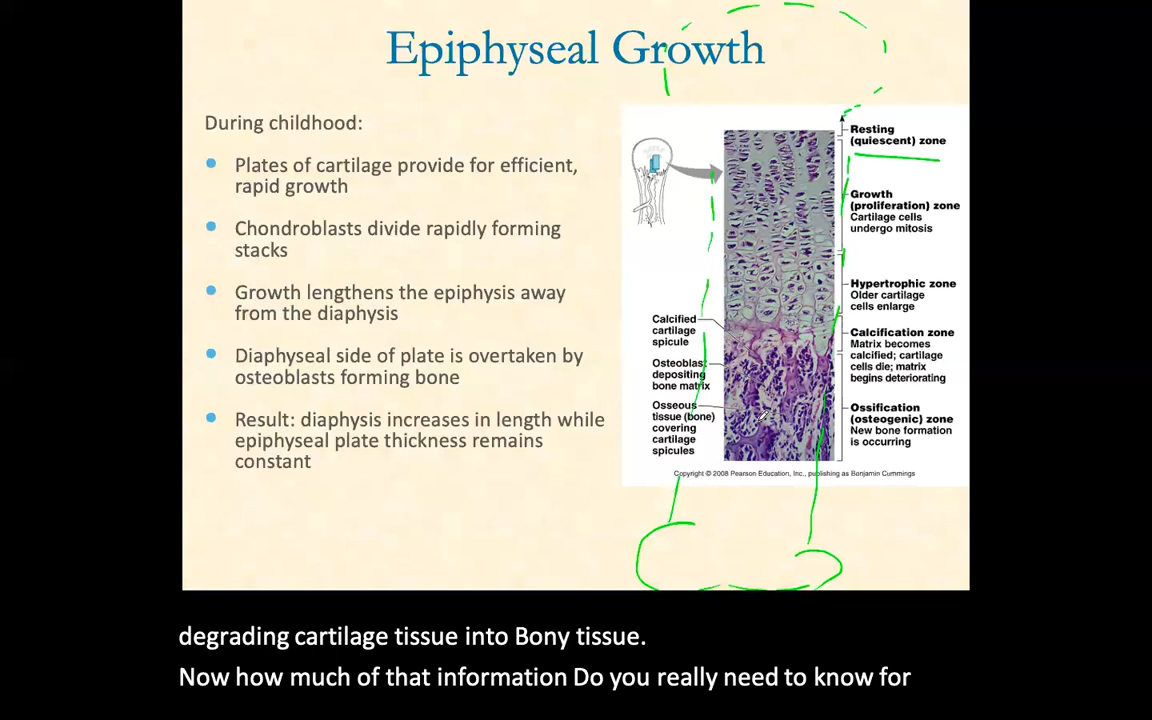 Epiphyseal Growth
During childhood:
Plates of cartilage provide for efficient,
rapid growth
Chondroblasts divide rapidly forming
stacks
Growth lengthens the epiphysis away
from the diaphysis
Diaphyseal side of plate is overtaken by
osteoblasts forming bone
Result: diaphysis increases in length while
epiphyseal plate thickness remains
constant
Calcified
cartilage
spicule
Osteoblast
depositing
bone matrix
Osseous
tissue (bone)
covering
cartilage
spicules
Resting
(quiescent) zone
Growth
(proliferation) zone
Cartilage cells
undergo mitosis
Hypertrophic zone
Older cartilage
cells enlarge
Calcification zone
Matrix becomes
calcified; cartilage
cells die; matrix
begins deteriorating
Ossification
(osteogenic) zone
New bone formation
is occurring
Copyright © 2008 Pearson Education, Inc., publishing as Benjamin Cummings
degrading cartilage tissue into Bony tissue.
Now how much of that information Do you really need to know for